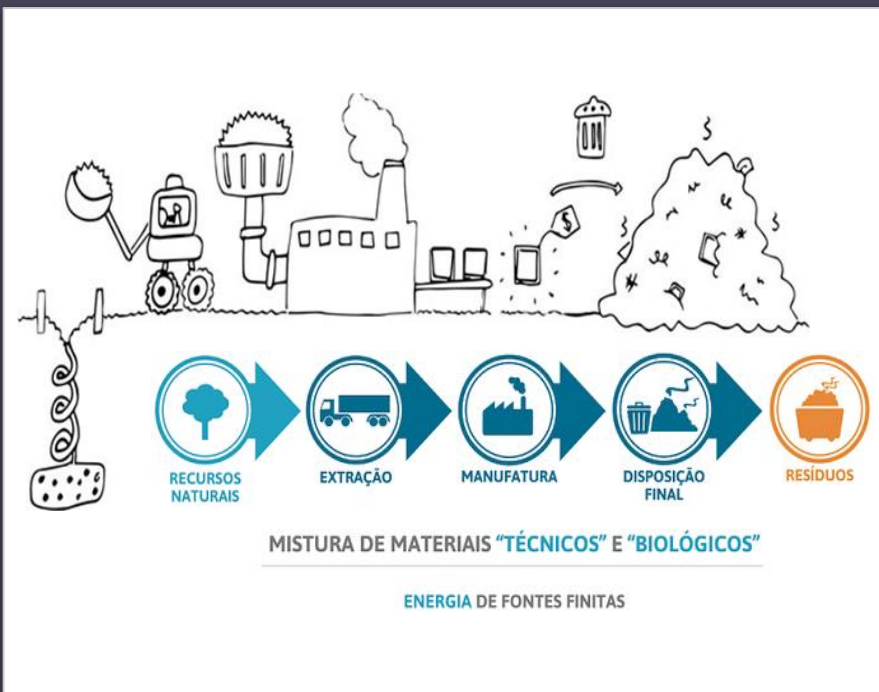 $
RECURSOS
NATURAIS
EXTRAÇÃO
MANUFATURA
DISPOSIÇÃO
FINAL
RESÍDUOS
MISTURA DE MATERIAIS “TÉCNICOS” E “BIOLÓGICOS”
ENERGIA DE FONTES FINITAS